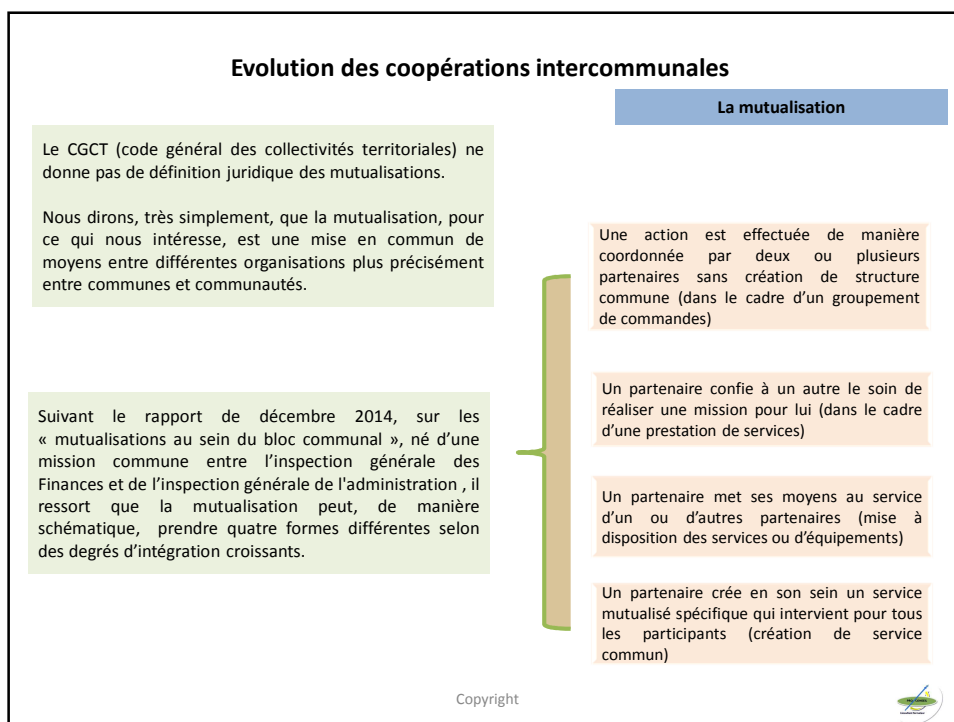 Evolution des coopérations intercommunales
La mutualisation
Le CGCT (code général des collectivités territoriales) ne
donne pas de définition juridique des mutualisations.
Nous dirons, très simplement, que la mutualisation, pour
ce qui nous intéresse, est une mise en commun de
moyens entre différentes organisations plus précisément
entre communes et communautés.
Suivant le rapport de décembre 2014, sur les
« mutualisations au sein du bloc communal », né d’une
mission commune entre l’inspection générale des
Finances et de l’inspection générale de l'administration , il
ressort que la mutualisation peut, de manière
schématique, prendre quatre formes différentes selon
des degrés d’intégration croissants.
Une action est effectuée de manière
coordonnée par deux ou plusieurs
partenaires sans création de structure
commune (dans le cadre d’un groupement
de commandes)
Un partenaire confie à un autre le soin de
réaliser une mission pour lui (dans le cadre
d’une prestation de services)
Un partenaire met ses moyens au service
d’un ou d’autres partenaires (mise à
disposition des services ou d’équipements)
Un partenaire crée en son sein un service
mutualisé spécifique qui intervient pour tous
les participants (création de service
commun)
Copyright